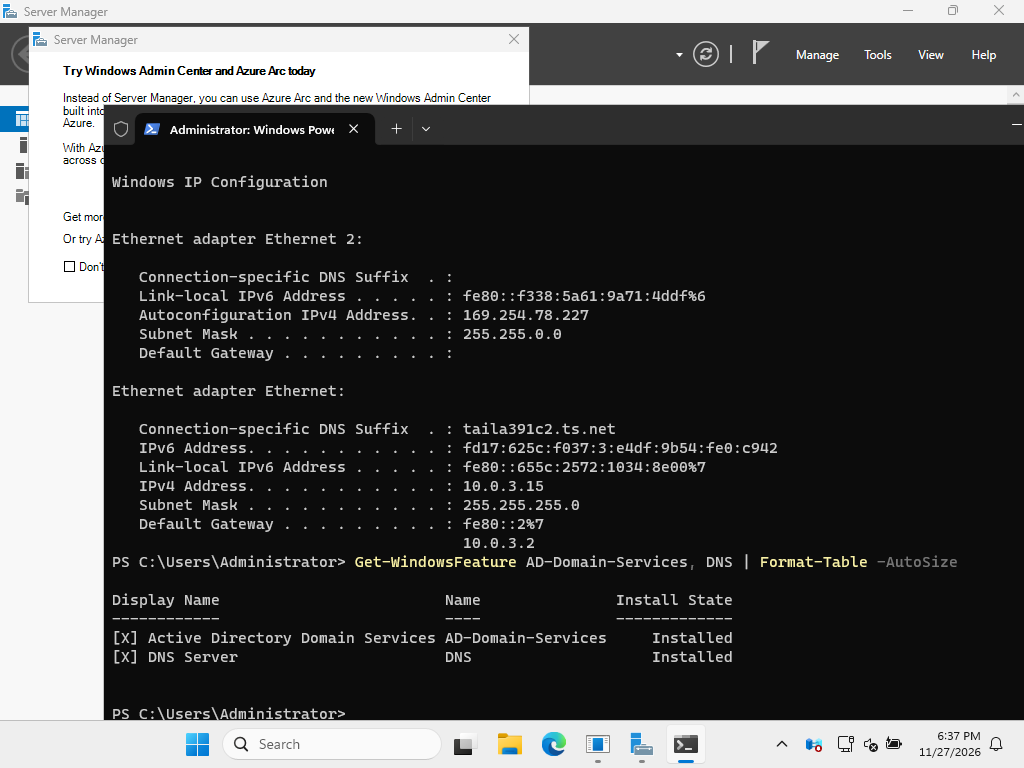 Server Manager
Server Manager
Manage Tools View Help
Try Windows Admin Center and Azure Arc today
Instead of Server Manager, you can use Azure Arc and the new Windows Admin Center
built into
Azure.
With Azu
across
Get more
Or try Az
Don't
Administrator: Windows Powe
Windows IP Configuration
Ethernet adapter Ethernet 2:
Connection-specific DNS Suffix . :
Link-local IPv6 Address . . . . . : fe80::f338:5a61:9a71:4ddf%6
Autoconfiguration IPv4 Address. . : 169.254.78.227
Subnet Mask . . . . . . . . . . . : 255.255.0.0
Default Gateway . . . . . . . . . :
Ethernet adapter Ethernet:
Connection-specific DNS Suffix . : taila391c2.ts.net
IPv6 Address. . . . . . . . . . . : fd17:625c:f037:3:e4df:9b54:fe0:c942
Link-local IPv6 Address . . . . . : fe80::655c:2572:1034:8e00%7
IPv4 Address. . . . . . . . . . . : 10.0.3.15
Subnet Mask . . . . . . . . . . . : 255.255.255.0
Default Gateway . . . . . . . . . : fe80::2%7
10.0.3.2
PS C:\Users\Administrator> Get-WindowsFeature AD-Domain-Services, DNS | Format-Table -AutoSize
Display Name Name Install State
------------ ---- -------------
[X] Active Directory Domain Services AD-Domain-Services Installed
[X] DNS Server DNS Installed
PS C:\Users\Administrator>
Search
6:37 PM
11/27/2026